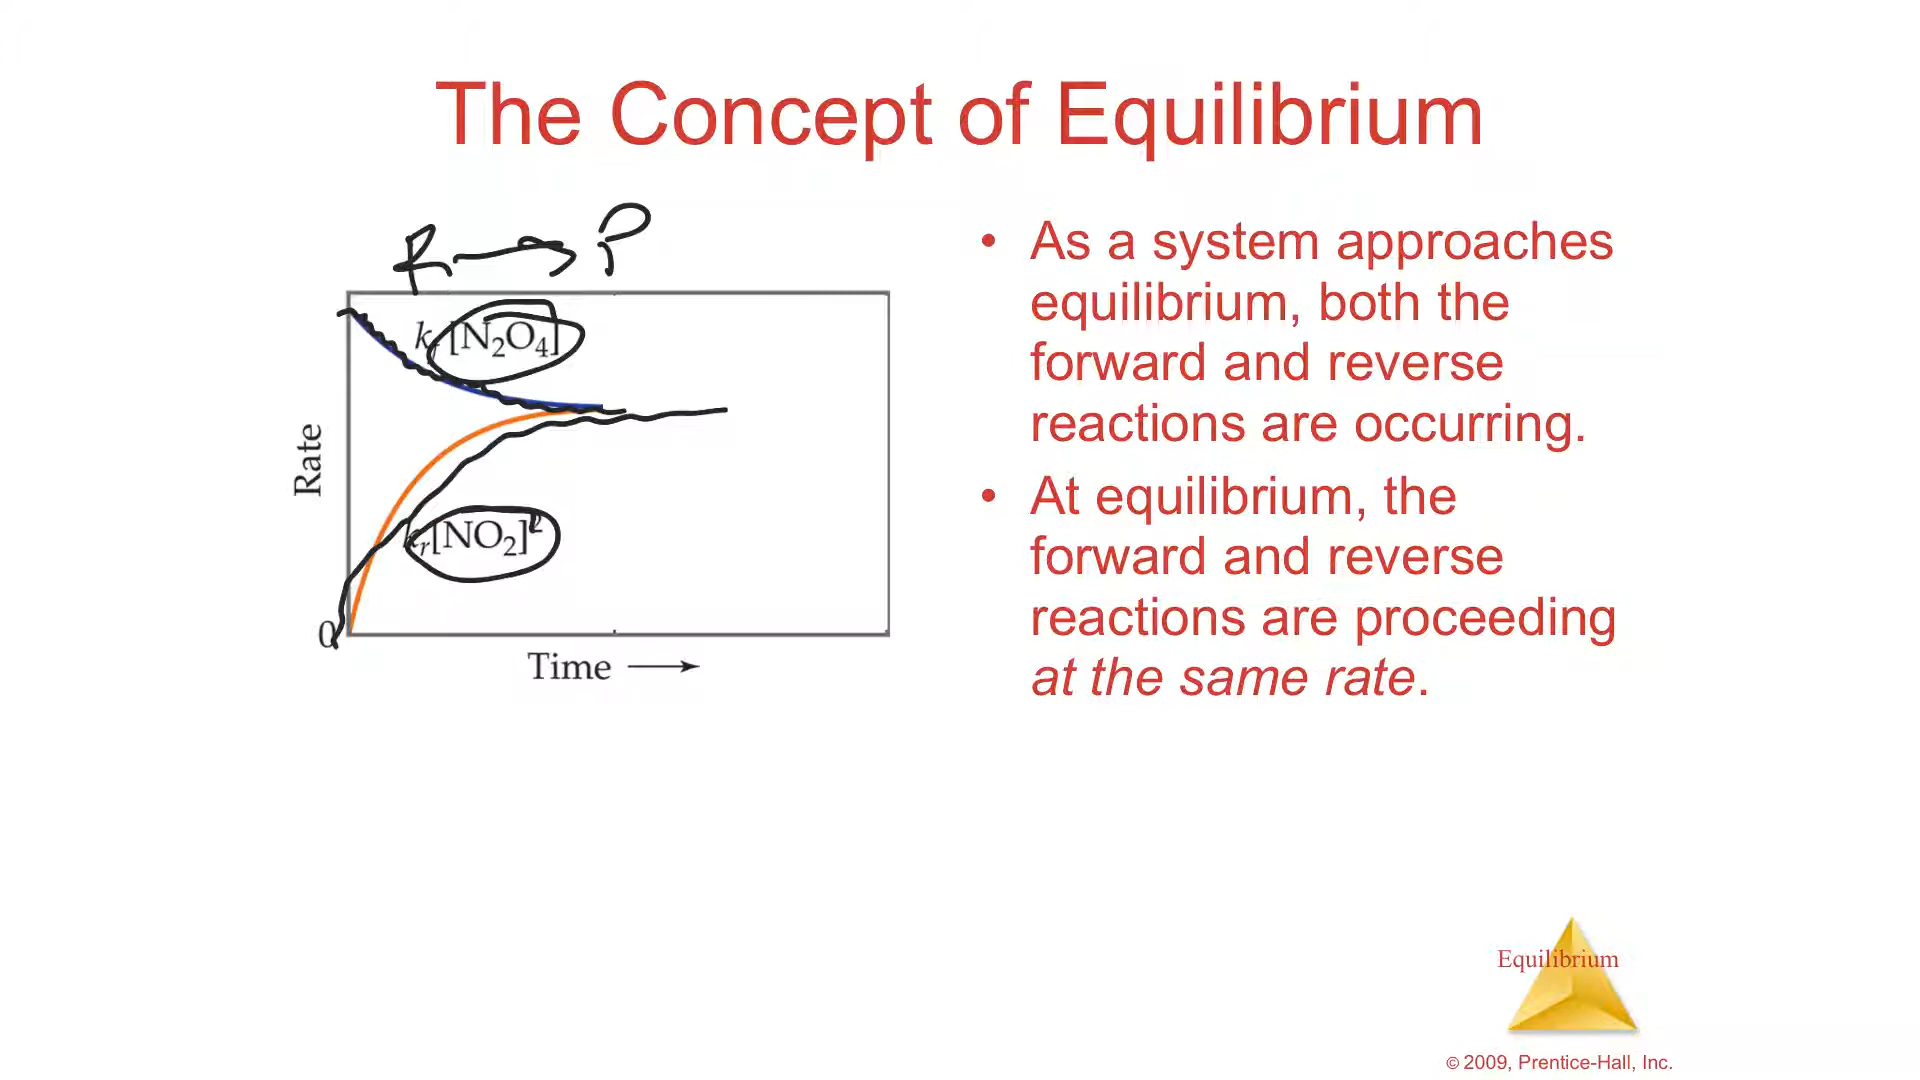 The Concept of Equilibrium
R → P
k_f [N₂O₄]
Rate
k_r[NO₂]²
0
Time →
• As a system approaches
equilibrium, both the
forward and reverse
reactions are occurring.
• At equilibrium, the
forward and reverse
reactions are proceeding
at the same rate.
Equilibrium
© 2009, Prentice-Hall, Inc.